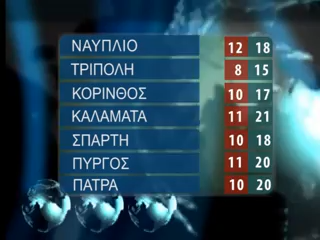 ΝΑΥΠΛΙΟ 12 18
ΤΡΙΠΟΛΗ 8 15
ΚΟΡΙΝΘΟΣ 10 17
ΚΑΛΑΜΑΤΑ 11 21
ΣΠΑΡΤΗ 10 18
ΠΥΡΓΟΣ 11 20
ΠΑΤΡΑ 10 20